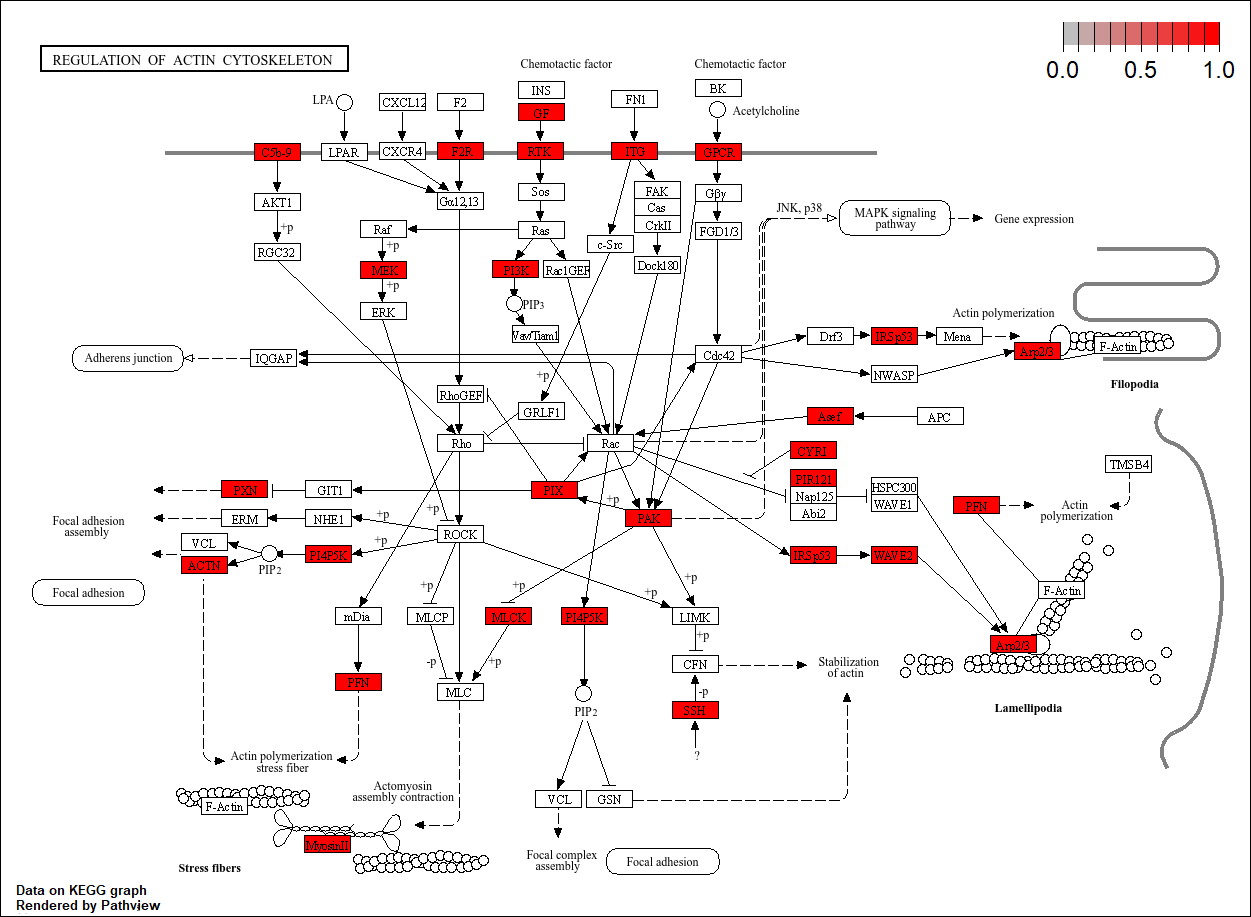 0.0 0.5 1.0
REGULATION OF ACTIN CYTOSKELETON
Chemotactic factor
Chemotactic factor
INS
BK
LPA
CXCL12
F2
GF
FN1
Acetylcholine
C5b-9
LPAR
CXCR4
F2R
RTK
ITG
GPCR
AKT1
Gα12,13
Sos
FAK
Cas
CrkII
Gβγ
JNK, p38
MAPK signaling
pathway
Gene expression
+p
Raf
Ras
FGD1/3
RGC32
+p
c-Src
MEK
PI3K
Rac1GEF
Dock180
+p
ERK
PIP3
Vav/Tiam1
Actin polymerization
Drf3
IRSp53
Mena
F-Actin
Arp2/3
Adherens junction
IQGAP
Cdc42
NWASP
Filopodia
+p
RhoGEF
GRLF1
Asef
APC
Rho
Rac
CYRI
TMSB4
PIR121
Nap125
Abi2
HSPC300
WAVE1
PXN
GIT1
PIX
+p
PFN
Actin
polymerization
Focal adhesion
assembly
ERM
NHE1
+p
+p
PAK
ROCK
VCL
ACTN
PIP2
PI4P5K
+p
IRSp53
WAVE2
Focal adhesion
+p
+p
+p
+p
F-Actin
mDia
MLCP
MLCK
PI4P5K
LIMK
+p
Arp2/3
-p
+p
CFN
Stabilization
of actin
PFN
MLC
-p
PIP2
SSH
Lamellipodia
?
Actin polymerization
stress fiber
Actomyosin
assembly contraction
F-Actin
VCL
GSN
MyosinII
Focal complex
assembly
Focal adhesion
Stress fibers
Data on KEGG graph
Rendered by Pathview